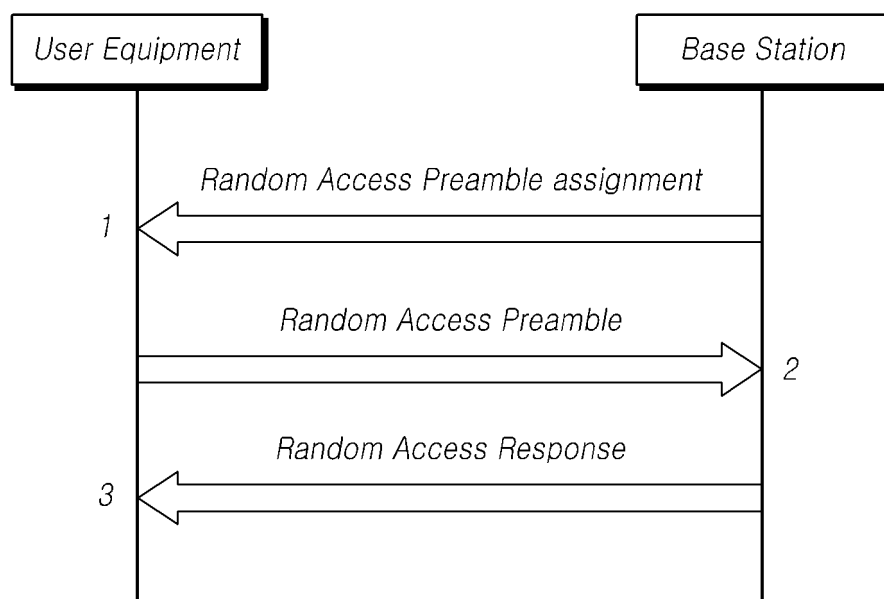 User Equipment
Base Station
Random Access Preamble assignment
1
Random Access Preamble
2
Random Access Response
3